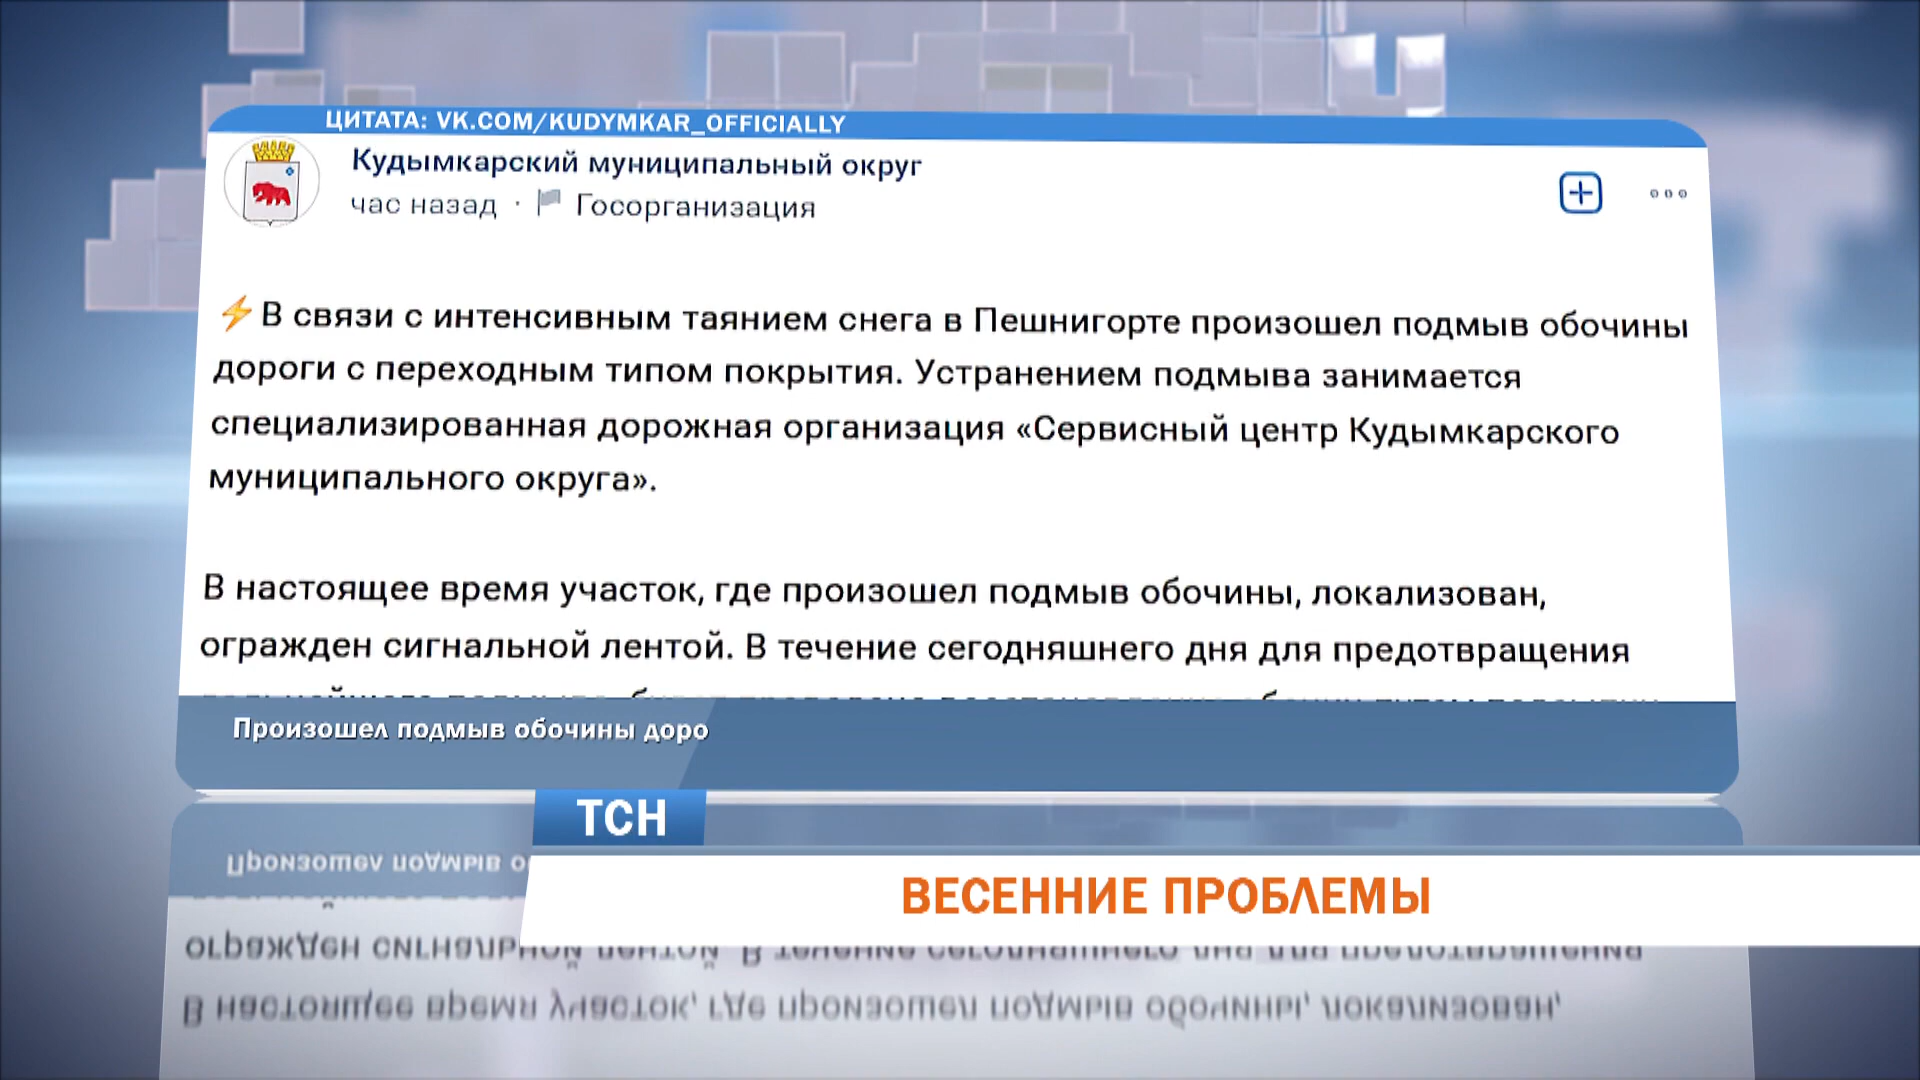 ЦИТАТА: VK.COM/KUDYMKAR_OFFICIALLY
Кудымкарский муниципальный округ
час назад · Госорганизация
⚡В связи с интенсивным таянием снега в Пешнигорте произошел подмыв обочины
дороги с переходным типом покрытия. Устранением подмыва занимается
специализированная дорожная организация «Сервисный центр Кудымкарского
муниципального округа».
В настоящее время участок, где произошел подмыв обочины, локализован,
огражден сигнальной лентой. В течение сегодняшнего дня для предотвращения
Произошел подмыв обочины доро
ТСН
ВЕСЕННИЕ ПРОБЛЕМЫ